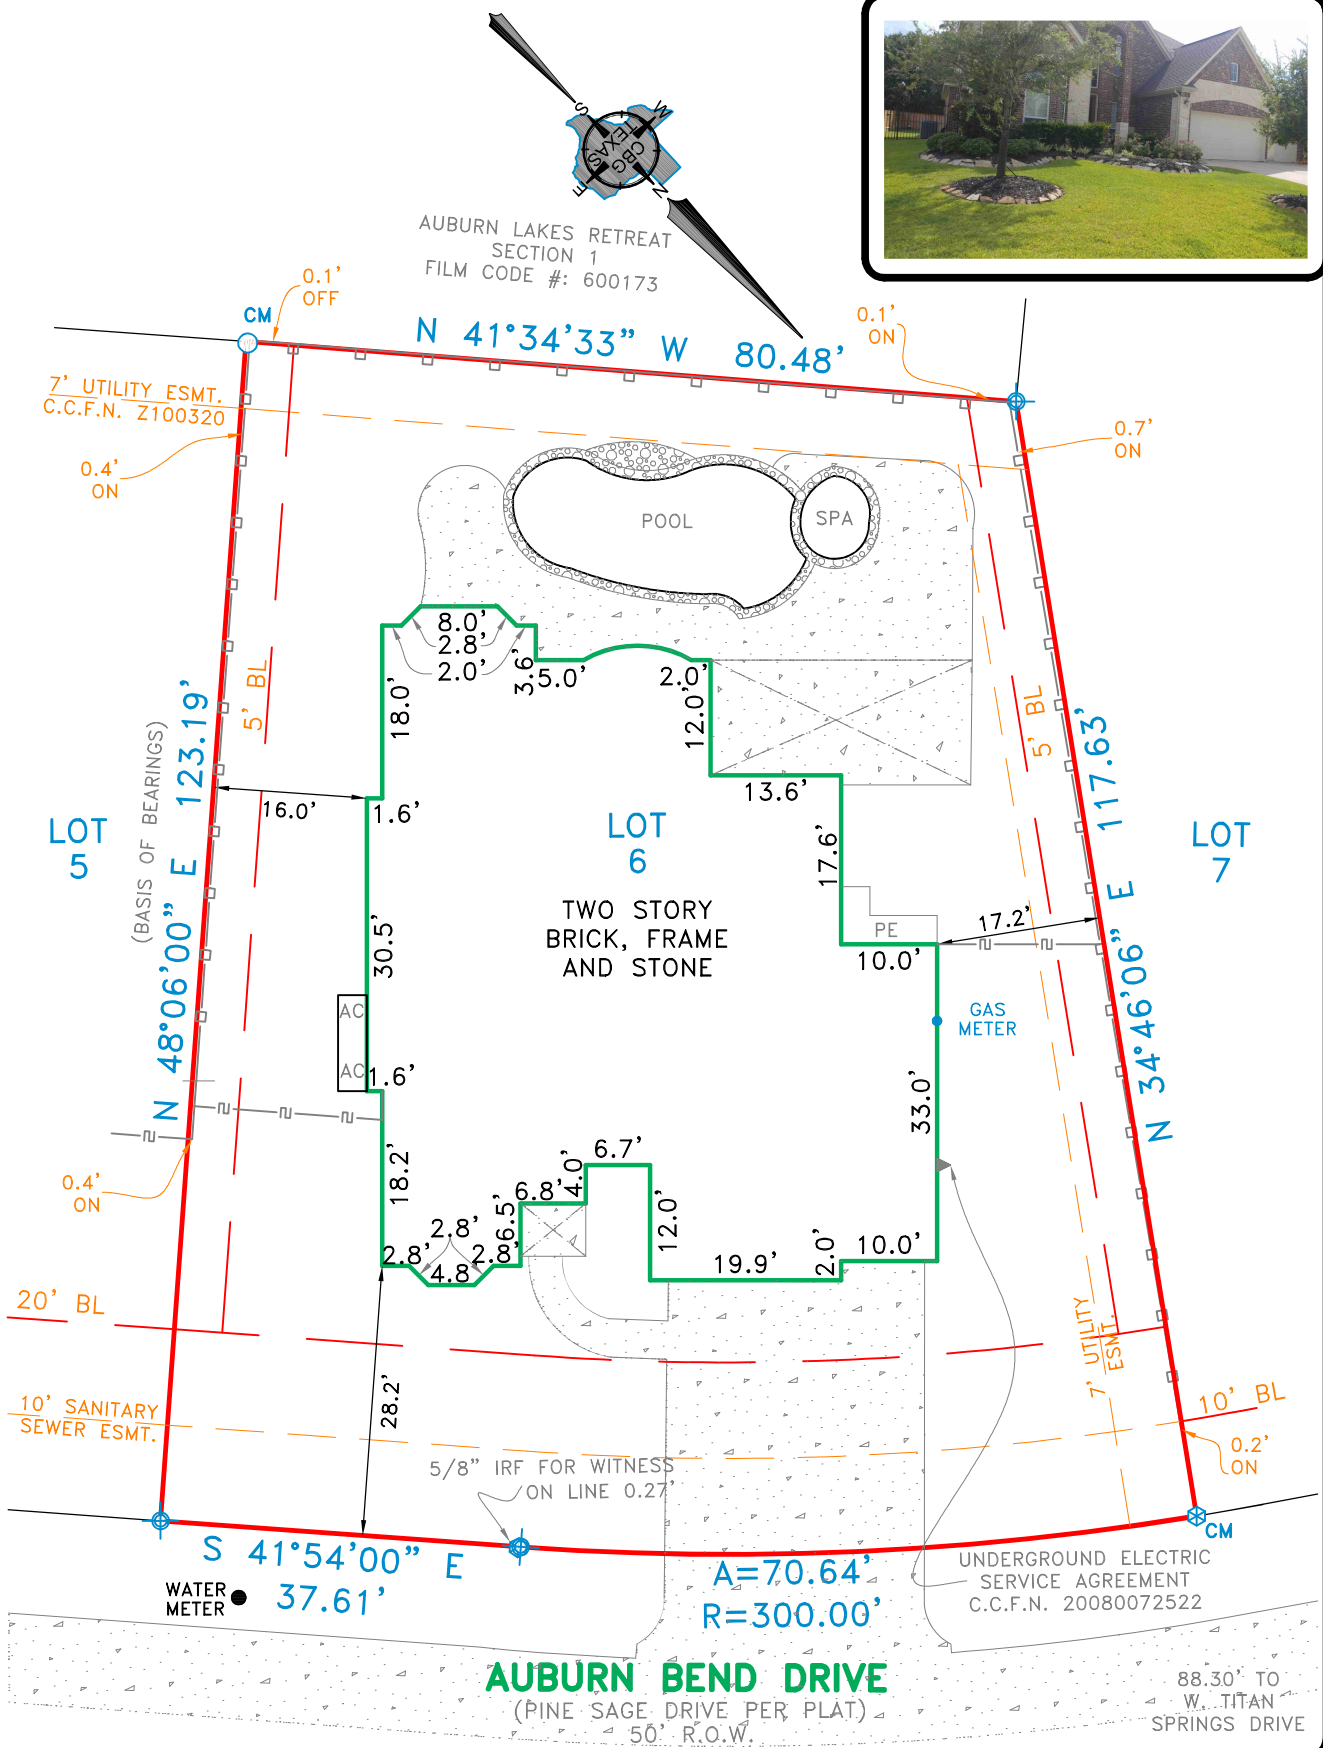 S
W
TEXAS
CBG
E
N
AUBURN LAKES RETREAT
SECTION 1
FILM CODE #: 600173
0.1'
OFF
CM
N 41°34'33" W 80.48'
0.1'
ON
7' UTILITY ESMT.
C.C.F.N. Z100320
0.4'
ON
0.7'
ON
POOL
SPA
8.0'
2.8'
2.0'
3.6'
5.0'
2.0'
12.0'
18.0'
5' BL
5' BL
N 48°06'00" E 123.19'
(BASIS OF BEARINGS)
16.0'
1.6'
13.6'
17.6'
LOT
5
LOT
6
LOT
7
TWO STORY
BRICK, FRAME
AND STONE
N 34°46'06" E 117.63'
17.2'
PE
10.0'
30.5'
AC
AC
1.6'
GAS
METER
33.0'
18.2'
6.7'
4.0'
6.8'
6.5'
12.0'
2.8'
2.8'
2.8'
4.8'
19.9'
2.0'
10.0'
0.4'
ON
20' BL
28.2'
10' SANITARY
SEWER ESMT.
7' UTILITY
ESMT.
10' BL
0.2'
ON
5/8" IRF FOR WITNESS
ON LINE 0.27'
CM
S 41°54'00" E
37.61'
WATER
METER
A=70.64'
R=300.00'
UNDERGROUND ELECTRIC
SERVICE AGREEMENT
C.C.F.N. 20080072522
AUBURN BEND DRIVE
(PINE SAGE DRIVE PER PLAT)
50' R.O.W.
88.30' TO
W. TITAN
SPRINGS DRIVE